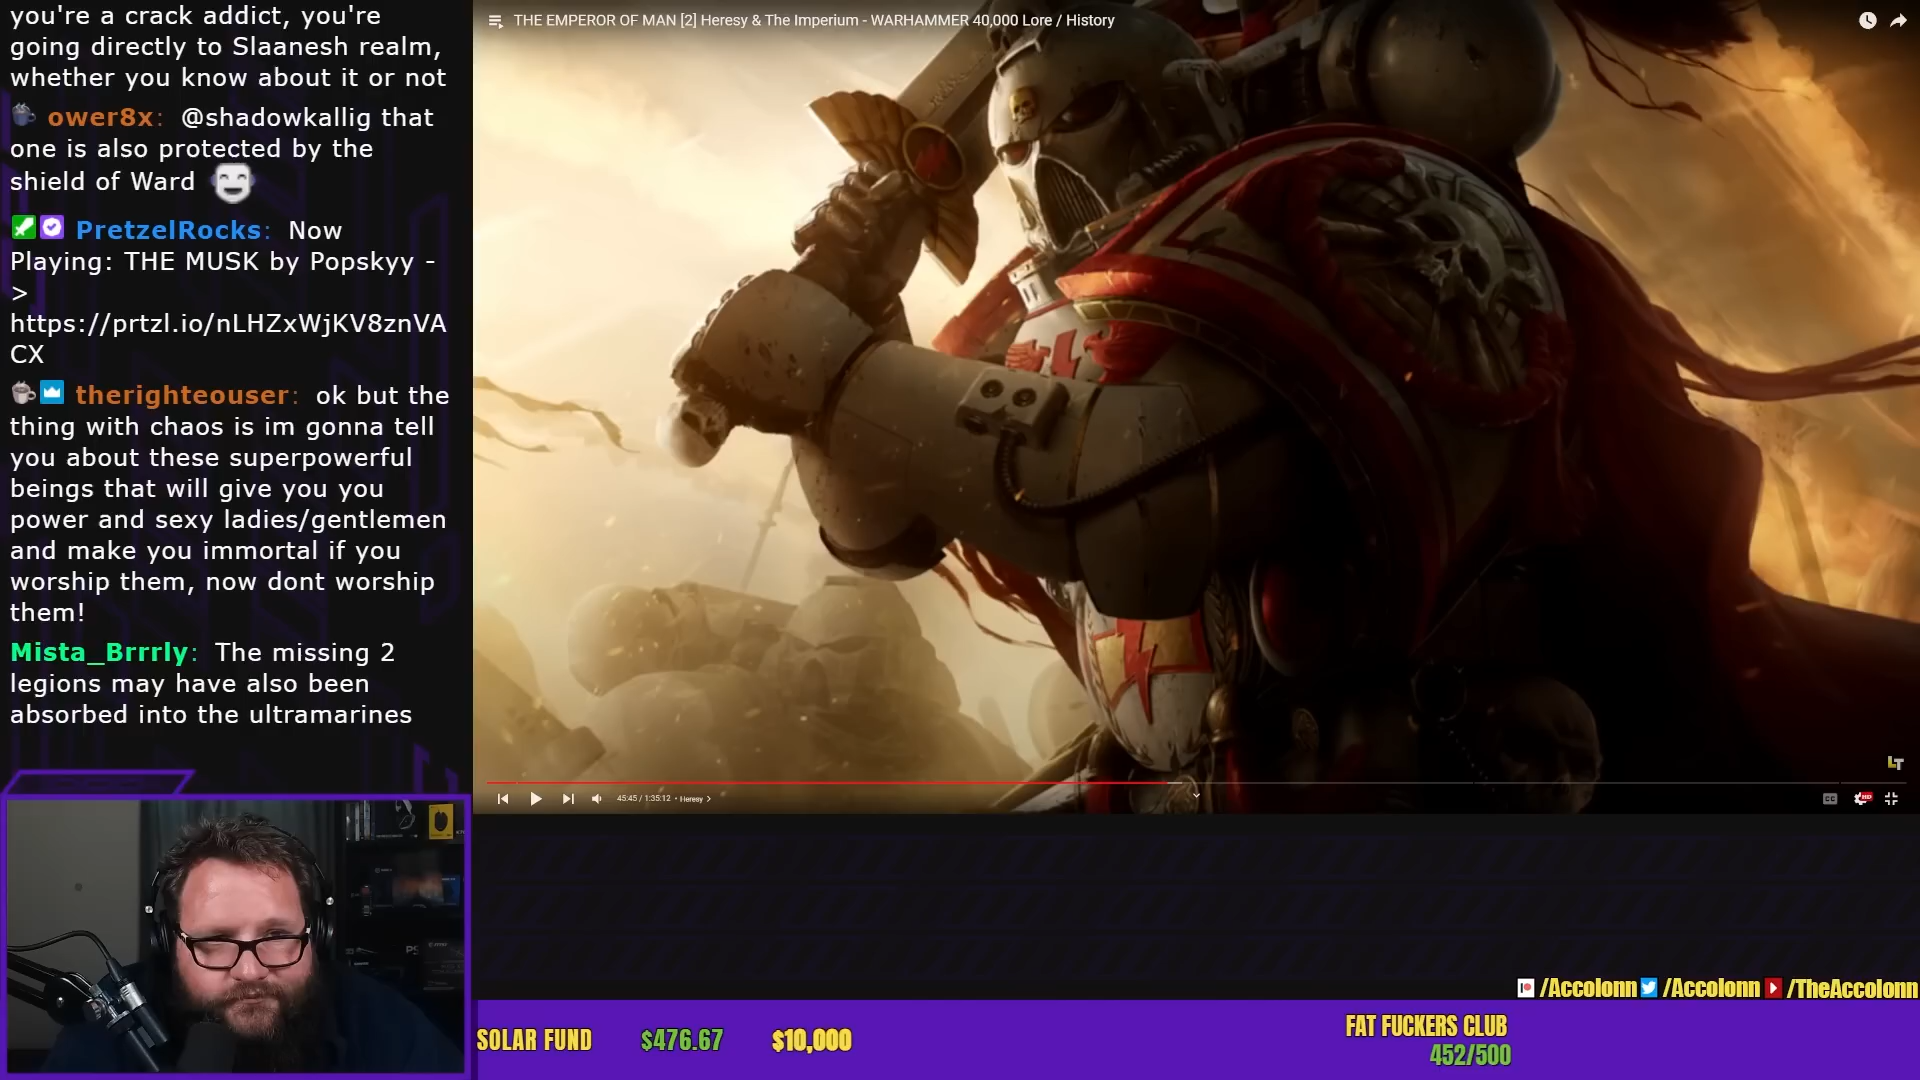 you're a crack addict, you're
going directly to Slaanesh realm,
whether you know about it or not
ower8x: @shadowkallig that
one is also protected by the
shield of Ward
PretzelRocks: Now
Playing: THE MUSK by Popskyy -
>
https://prtzl.io/nLHZxWjKV8znVA
CX
therighteouser: ok but the
thing with chaos is im gonna tell
you about these superpowerful
beings that will give you you
power and sexy ladies/gentlemen
and make you immortal if you
worship them, now dont worship
them!
Mista_Brrrly: The missing 2
legions may have also been
absorbed into the ultramarines
THE EMPEROR OF MAN [2] Heresy & The Imperium - WARHAMMER 40,000 Lore / History
LT
45:45 / 1:35:12 • Heresy >
CC
HD
/Accolonn /Accolonn /TheAccolonn
SOLAR FUND $476.67 $10,000
FAT FUCKERS CLUB
452/500